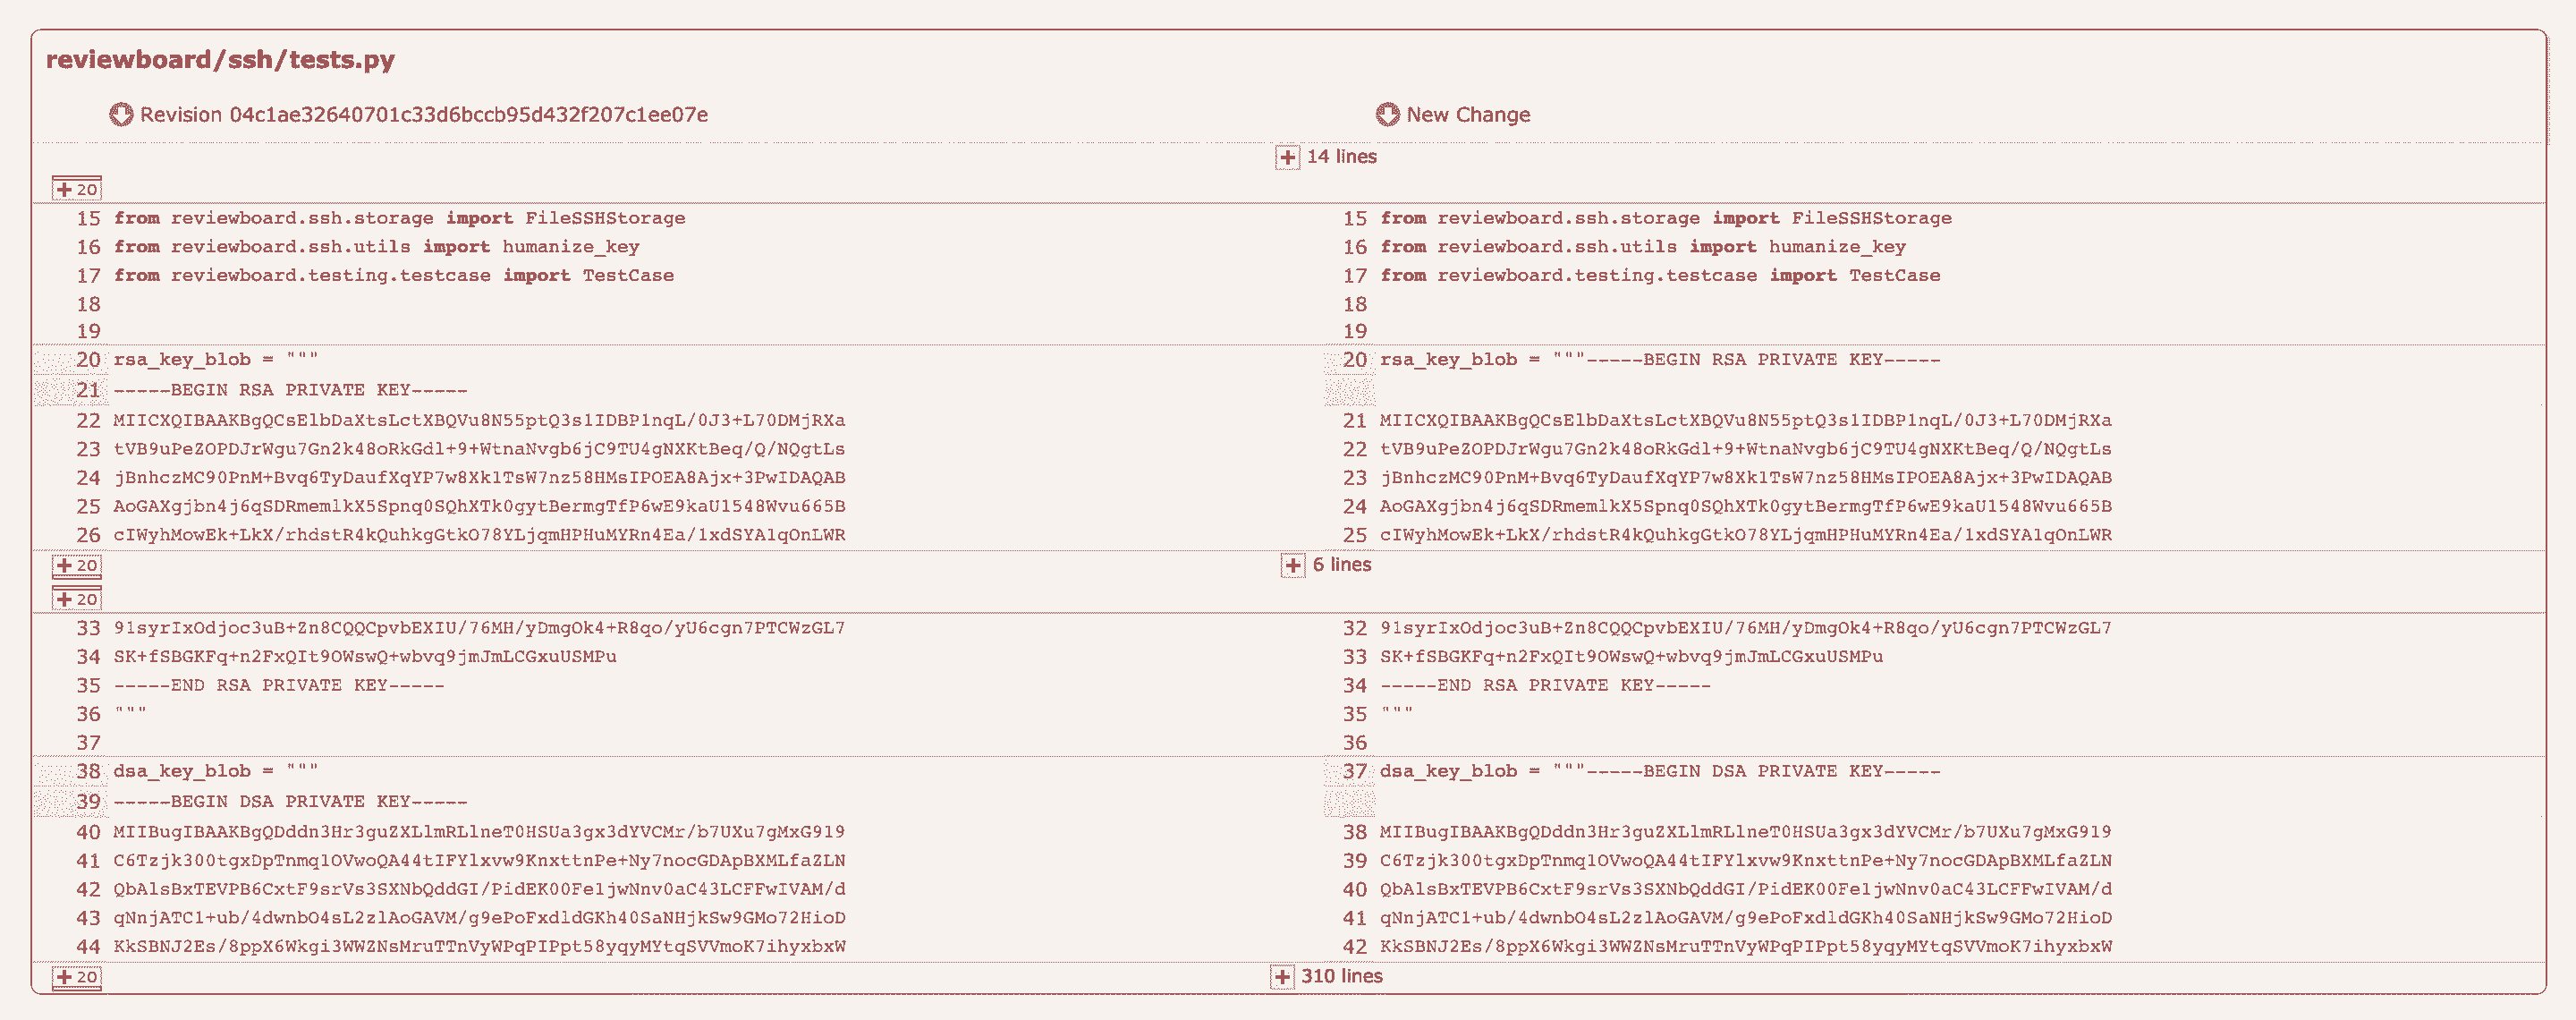 reviewboard/ssh/tests.py
Revision 04c1ae32640701c33d6bccb95d432f207c1ee07e New Change
14 lines
20
15 from reviewboard.ssh.storage import FileSSHStorage 15 from reviewboard.ssh.storage import FileSSHStorage
16 from reviewboard.ssh.utils import humanize_key 16 from reviewboard.ssh.utils import humanize_key
17 from reviewboard.testing.testcase import TestCase 17 from reviewboard.testing.testcase import TestCase
18 18
19 19
20 rsa_key_blob = """ 20 rsa_key_blob = """-----BEGIN RSA PRIVATE KEY-----
21 -----BEGIN RSA PRIVATE KEY-----
22 MIICXQIBAAKBgQCsElbDaXtsLctXBQVu8N55ptQ3s1IDBP1nqL/0J3+L70DMjRXa 21 MIICXQIBAAKBgQCsElbDaXtsLctXBQVu8N55ptQ3s1IDBP1nqL/0J3+L70DMjRXa
23 tVB9uPeZOPDJrWgu7Gn2k48oRkGdl+9+WtnaNvgb6jC9TU4gNXKtBeq/Q/NQgtLs 22 tVB9uPeZOPDJrWgu7Gn2k48oRkGdl+9+WtnaNvgb6jC9TU4gNXKtBeq/Q/NQgtLs
24 jBnhczMC90PnM+Bvq6TyDaufXqYP7w8XklTsW7nz58HMsIPOEA8Ajx+3PwIDAQAB 23 jBnhczMC90PnM+Bvq6TyDaufXqYP7w8XklTsW7nz58HMsIPOEA8Ajx+3PwIDAQAB
25 AoGAXgjbn4j6qSDRmemlkX5Spnq0SQhXTk0gytBermgTfP6wE9kaU1548Wvu665B 24 AoGAXgjbn4j6qSDRmemlkX5Spnq0SQhXTk0gytBermgTfP6wE9kaU1548Wvu665B
26 cIWyhMowEk+LkX/rhdstR4kQuhkgGtkO78YLjqmHPHuMYRn4Ea/1xdSYA1qOnLWR 25 cIWyhMowEk+LkX/rhdstR4kQuhkgGtkO78YLjqmHPHuMYRn4Ea/1xdSYA1qOnLWR
20 6 lines
20
33 91syrIxOdjoc3uB+Zn8CQQCpvbEXIU/76MH/yDmgOk4+R8qo/yU6cgn7PTCWzGL7 32 91syrIxOdjoc3uB+Zn8CQQCpvbEXIU/76MH/yDmgOk4+R8qo/yU6cgn7PTCWzGL7
34 SK+fSBGKFq+n2FxQIt9OWswQ+wbvq9jmJmLCGxuUSMPu 33 SK+fSBGKFq+n2FxQIt9OWswQ+wbvq9jmJmLCGxuUSMPu
35 -----END RSA PRIVATE KEY----- 34 -----END RSA PRIVATE KEY-----
36 """ 35 """
37 36
38 dsa_key_blob = """ 37 dsa_key_blob = """-----BEGIN DSA PRIVATE KEY-----
39 -----BEGIN DSA PRIVATE KEY-----
40 MIIBugIBAAKBgQDddn3Hr3guZXLlmRLlneT0HSUa3gx3dYVCMr/b7UXu7gMxG919 38 MIIBugIBAAKBgQDddn3Hr3guZXLlmRLlneT0HSUa3gx3dYVCMr/b7UXu7gMxG919
41 C6Tzjk300tgxDpTnmqlOVwoQA44tIFYlxvw9KnxttnPe+Ny7nocGDApBXMLfaZLN 39 C6Tzjk300tgxDpTnmqlOVwoQA44tIFYlxvw9KnxttnPe+Ny7nocGDApBXMLfaZLN
42 QbAlsBxTEVPB6CxtF9srVs3SXNbQddGI/PidEK00FeljwNnv0aC43LCFFwIVAM/d 40 QbAlsBxTEVPB6CxtF9srVs3SXNbQddGI/PidEK00FeljwNnv0aC43LCFFwIVAM/d
43 qNnjATC1+ub/4dwnbO4sL2zlAoGAVM/g9ePoFxdldGKh40SaNHjkSw9GMo72HioD 41 qNnjATC1+ub/4dwnbO4sL2zlAoGAVM/g9ePoFxdldGKh40SaNHjkSw9GMo72HioD
44 KkSBNJ2Es/8ppX6Wkgi3WWZNsMruTTnVyWPqPIPpt58yqyMYtqSVVmoK7ihyxbxW 42 KkSBNJ2Es/8ppX6Wkgi3WWZNsMruTTnVyWPqPIPpt58yqyMYtqSVVmoK7ihyxbxW
20 310 lines